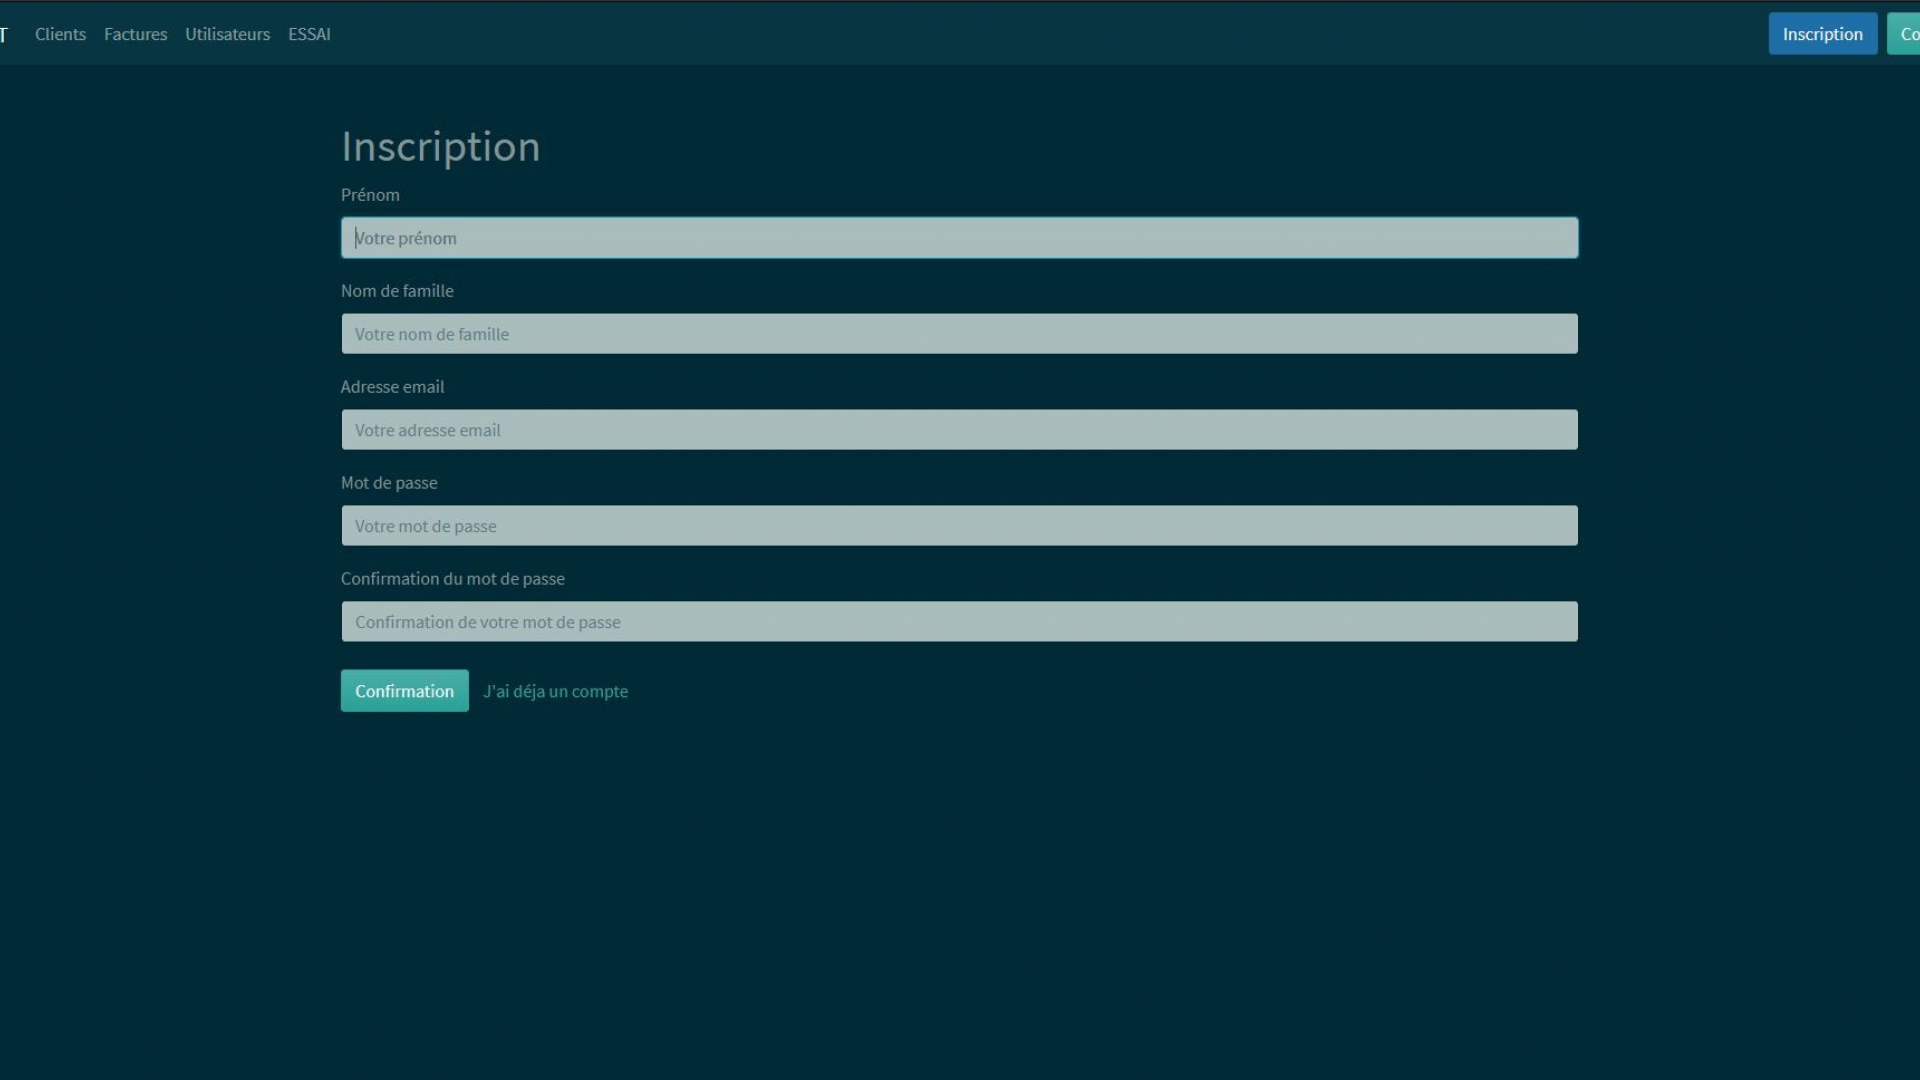 Clients Factures Utilisateurs ESSAI Inscription
Inscription
Prénom
Votre prénom
Nom de famille
Votre nom de famille
Adresse email
Votre adresse email
Mot de passe
Votre mot de passe
Confirmation du mot de passe
Confirmation de votre mot de passe
Confirmation J'ai déja un compte